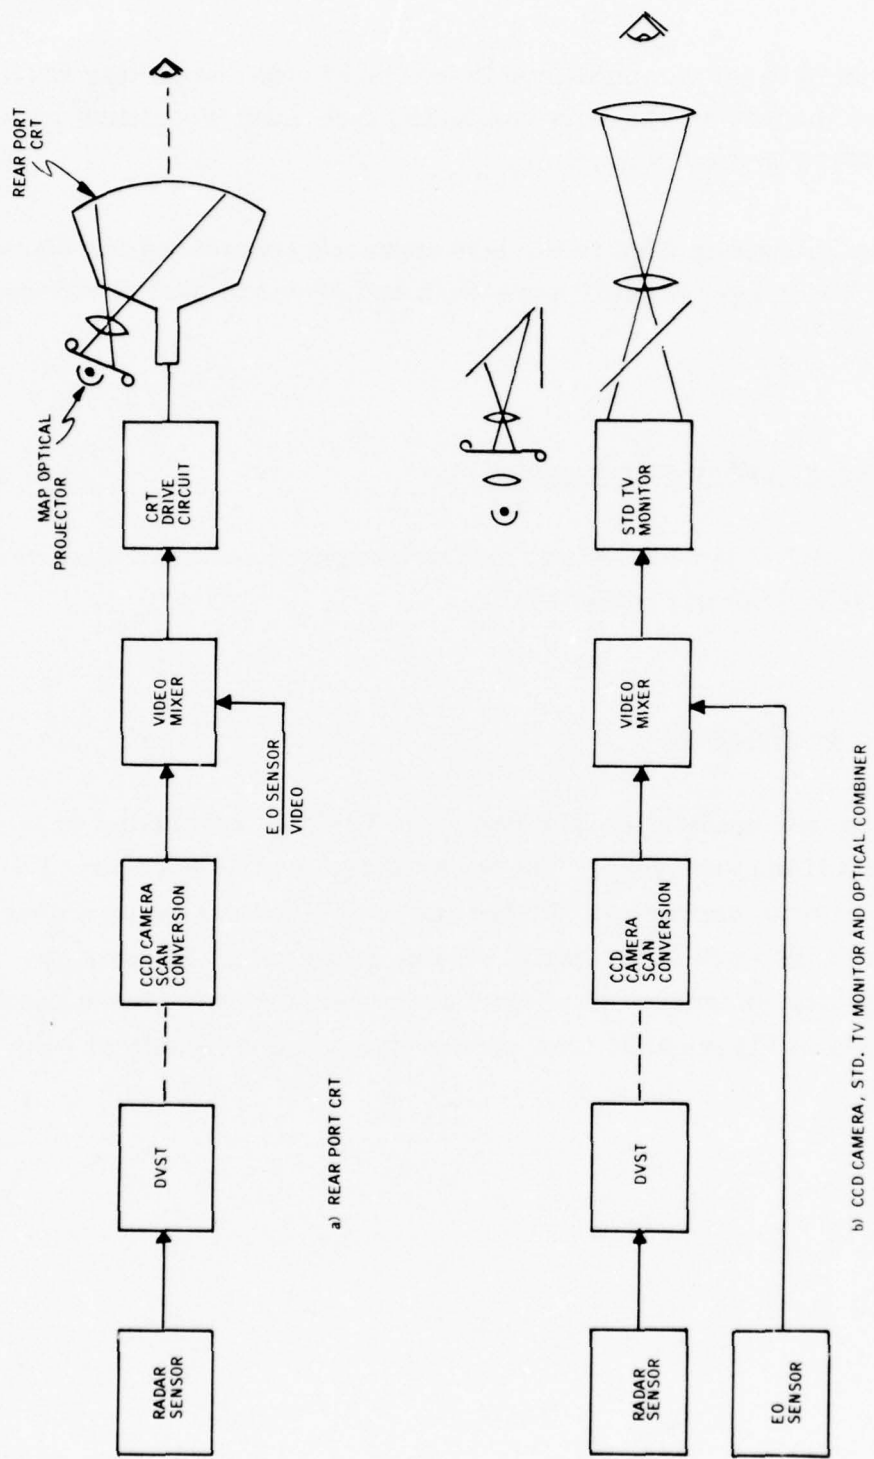 RADAR
SENSOR
DVST
CCD CAMERA
SCAN
CONVERSION
VIDEO
MIXER
E O SENSOR
VIDEO
CRT
DRIVE
CIRCUIT
MAP OPTICAL
PROJECTOR
REAR PORT
CRT
a) REAR PORT CRT
RADAR
SENSOR
EO
SENSOR
DVST
CCD
CAMERA
SCAN
CONVERSION
VIDEO
MIXER
STD TV
MONITOR
b) CCD CAMERA, STD. TV MONITOR AND OPTICAL COMBINER